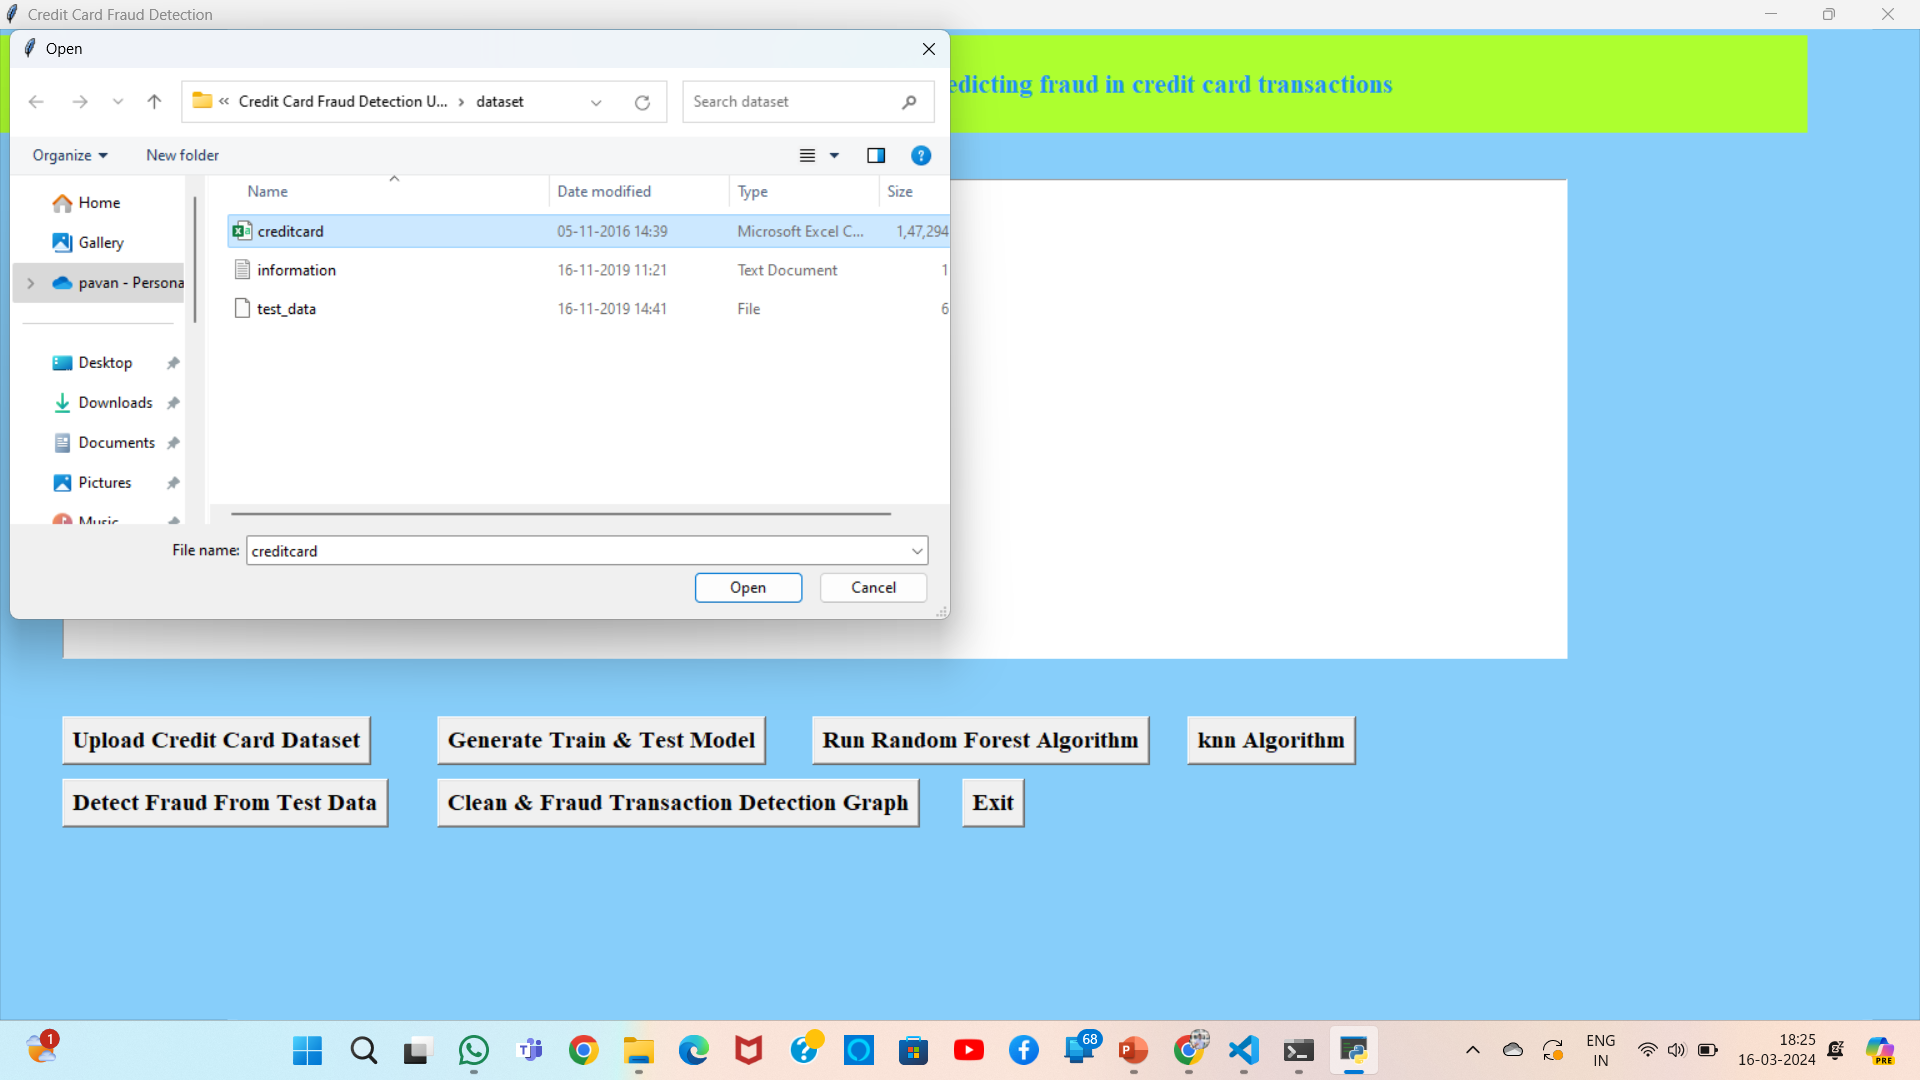 Credit Card Fraud Detection
Open
edicting fraud in credit card transactions
« Credit Card Fraud Detection U... > dataset
Search dataset
Organize
New folder
Name
Date modified
Type
Size
Home
creditcard 05-11-2016 14:39 Microsoft Excel C... 1,47,294
Gallery
information 16-11-2019 11:21 Text Document 1
pavan - Persona
test_data 16-11-2019 14:41 File 6
Desktop
Downloads
Documents
Pictures
Music
File name: creditcard
Open
Cancel
Upload Credit Card Dataset
Generate Train & Test Model
Run Random Forest Algorithm
knn Algorithm
Detect Fraud From Test Data
Clean & Fraud Transaction Detection Graph
Exit
1
68
ENG
IN
18:25
16-03-2024
PRE